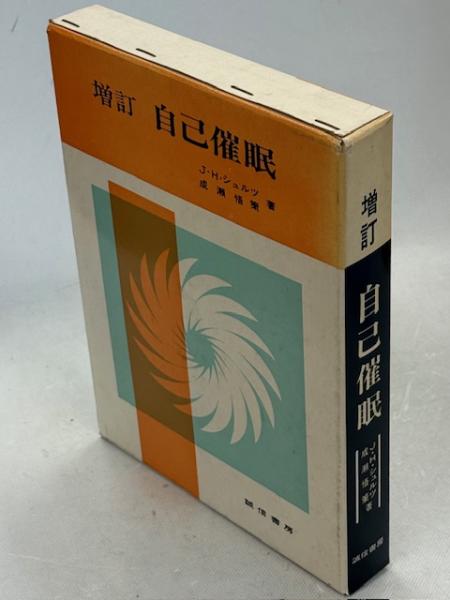 増訂 自己催眠
J・H・シュルツ
成瀬悟策 著
誠信書房
増訂
自己催眠
J・H・シュルツ
成瀬悟策 著
誠信書房